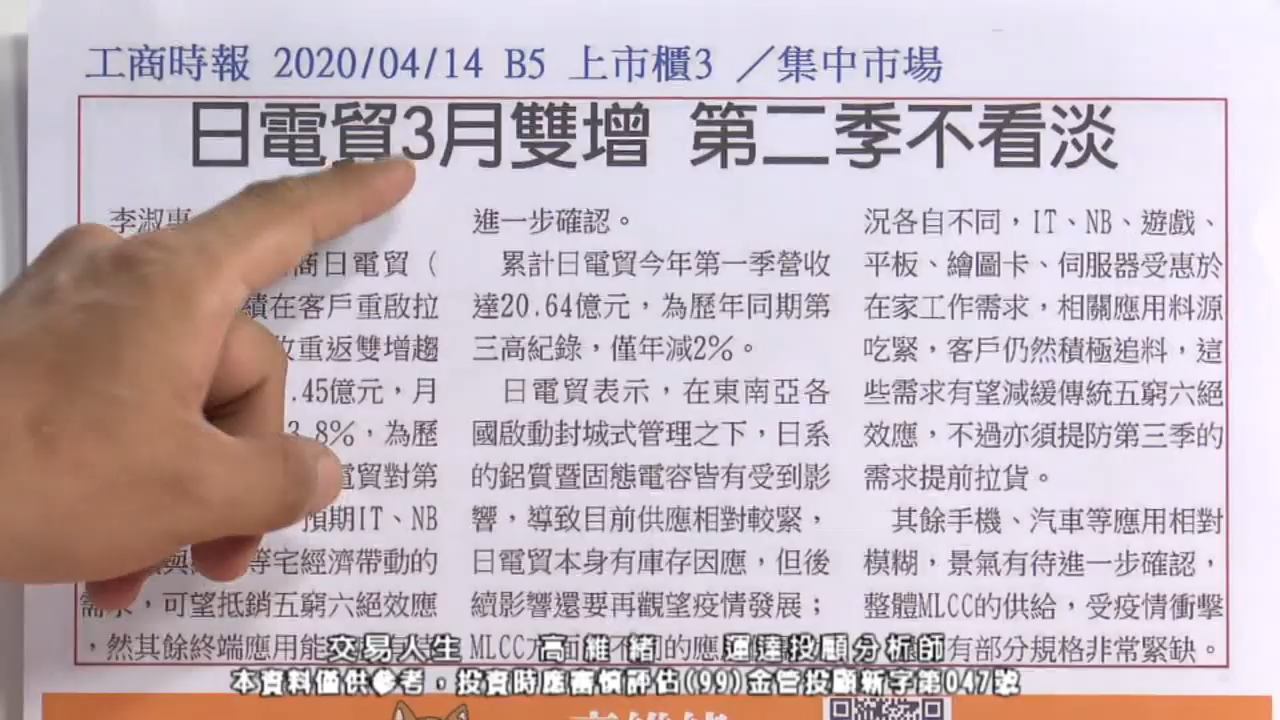 工商時報 2020/04/14 B5 上市櫃3 ／集中市場
日電貿3月雙增 第二季不看淡
李淑惠
商日電貿（
績在客戶重啟拉
重返雙增趨
.45億元，月
3.8%，為歷
電貿對第
預期IT、NB
等宅經濟帶動的
需求，可望抵銷五窮六絕效應
，然其餘終端應用能
進一步確認。
累計日電貿今年第一季營收
達20.64億元，為歷年同期第
三高紀錄，僅年減2%。
日電貿表示，在東南亞各
國啟動封城式管理之下，日系
的鋁質暨固態電容皆有受到影
響，導致目前供應相對較緊，
日電貿本身有庫存因應，但後
續影響還要再觀望疫情發展；
MLCC方面不同的應
況各自不同，IT、NB、遊戲、
平板、繪圖卡、伺服器受惠於
在家工作需求，相關應用料源
吃緊，客戶仍然積極追料，這
些需求有望減緩傳統五窮六絕
效應，不過亦須提防第三季的
需求提前拉貨。
其餘手機、汽車等應用相對
模糊，景氣有待進一步確認，
整體MLCC的供給，受疫情衝擊
有部分規格非常緊缺。
交易人生 高維緒 運達投顧分析師
本資料僅供參考，投資時應審慎評估(99)金管投顧新字第047號